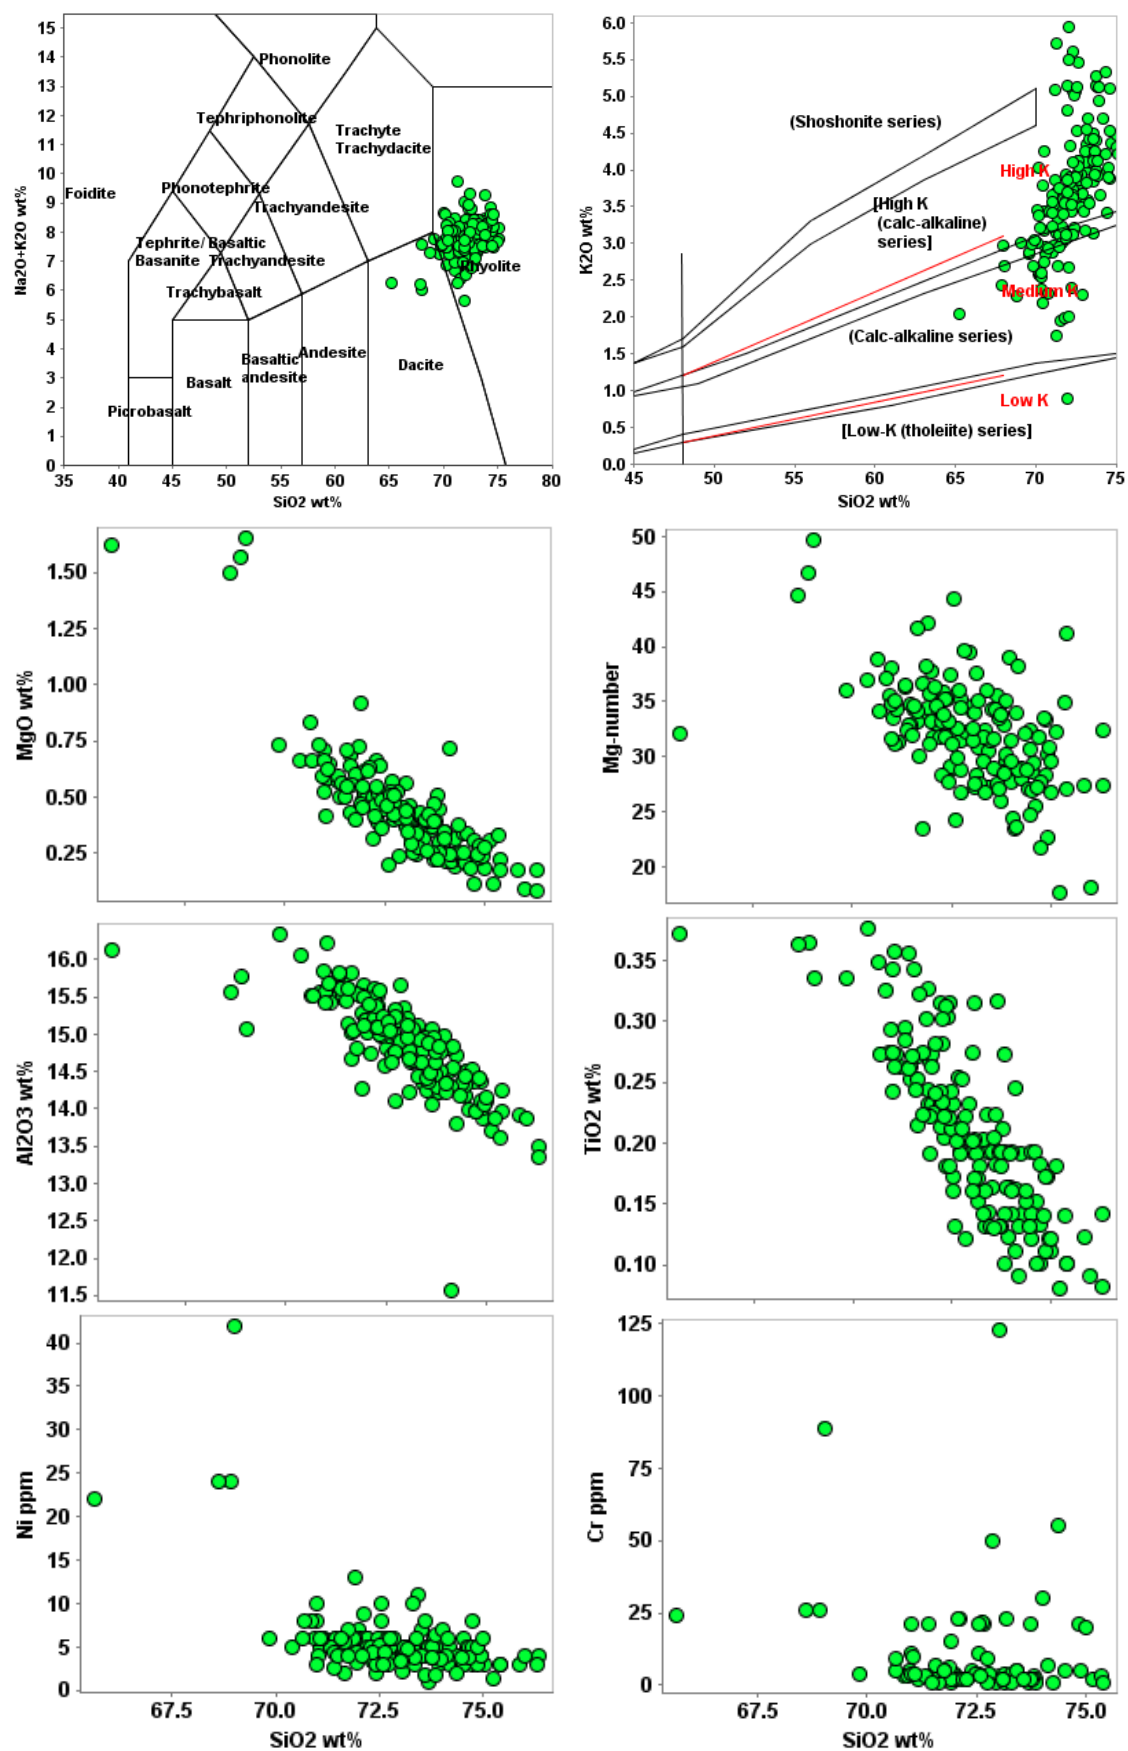 15
14
13
12
11
10
9
8
7
6
5
4
3
2
1
0
Na2O+K2O wt%
Phonolite
Tephriphonolite
Trachyte
Trachydacite
Foidite
Phonotephrite
Trachyandesite
Tephrite/
Basanite
Basaltic
Trachyandesite
Rhyolite
Trachybasalt
Basaltic
andesite
Andesite
Dacite
Basalt
Picrobasalt
35 40 45 50 55 60 65 70 75 80
SiO2 wt%
6.0
5.5
5.0
4.5
4.0
3.5
3.0
2.5
2.0
1.5
1.0
0.5
0.0
K2O wt%
(Shoshonite series)
High K
[High K
(calc-alkaline)
series]
Medium K
(Calc-alkaline series)
Low K
[Low-K (tholeiite) series]
45 50 55 60 65 70 75
SiO2 wt%
1.50
1.25
1.00
0.75
0.50
0.25
MgO wt%
50
45
40
35
30
25
20
Mg-number
16.0
15.5
15.0
14.5
14.0
13.5
13.0
12.5
12.0
11.5
Al2O3 wt%
0.35
0.30
0.25
0.20
0.15
0.10
TiO2 wt%
40
35
30
25
20
15
10
5
0
Ni ppm
67.5 70.0 72.5 75.0
SiO2 wt%
125
100
75
50
25
0
Cr ppm
67.5 70.0 72.5 75.0
SiO2 wt%